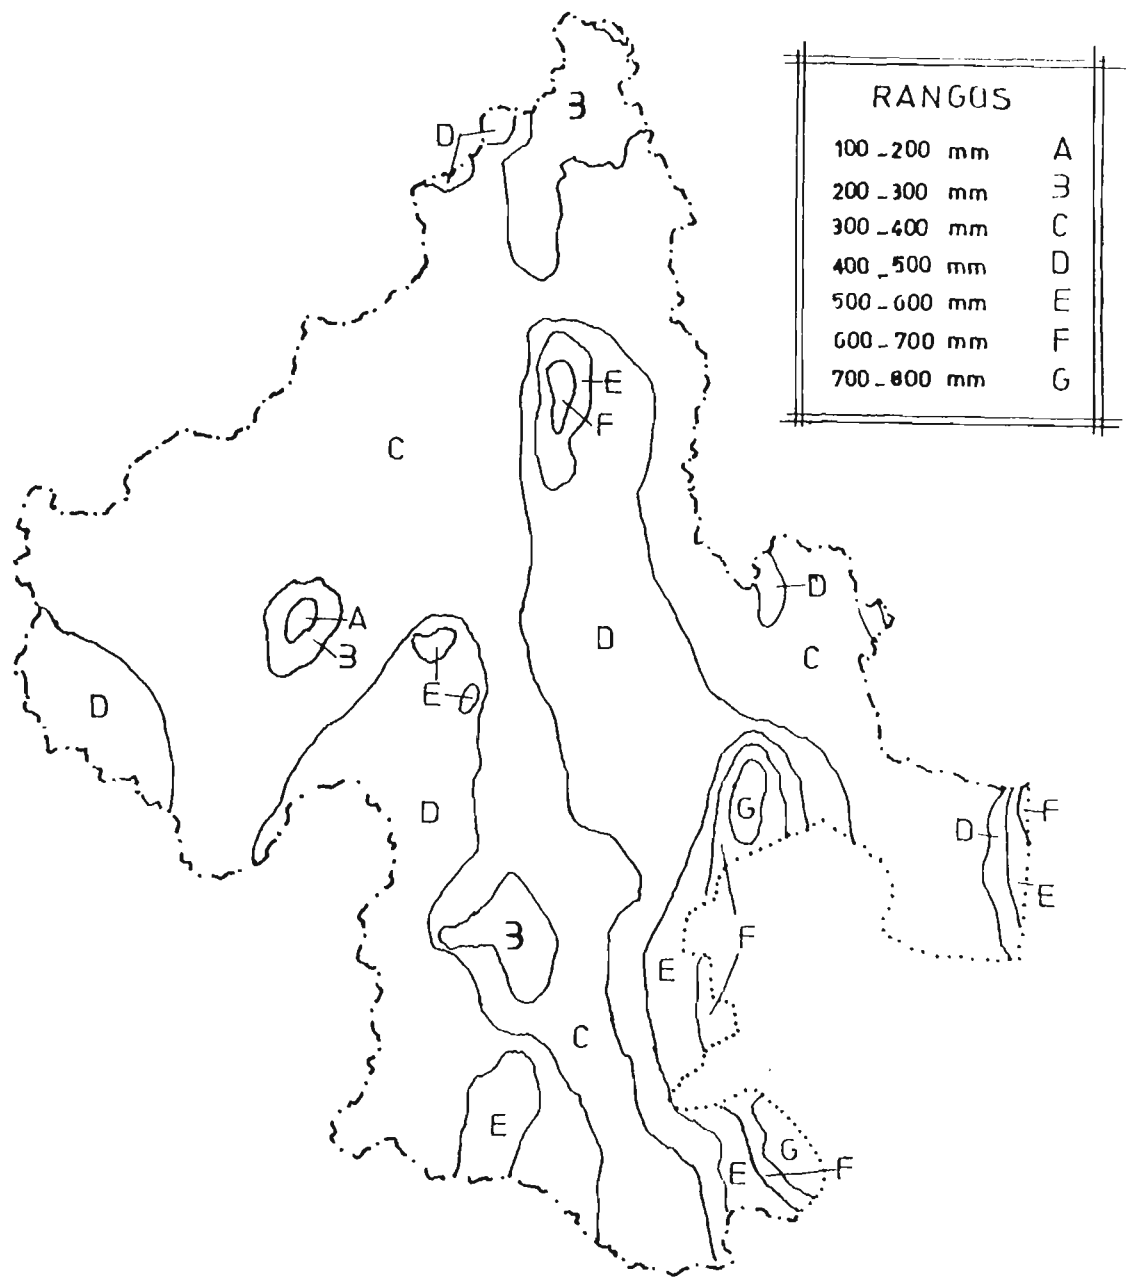 RANGOS
100-200 mm A
200-300 mm B
300-400 mm C
400-500 mm D
500-600 mm E
600-700 mm F
700-800 mm G
B
D
E
F
C
D
A
B
D
C
D
E
D
D
G
F
D
E
B
F
E
C
E
G
F
E